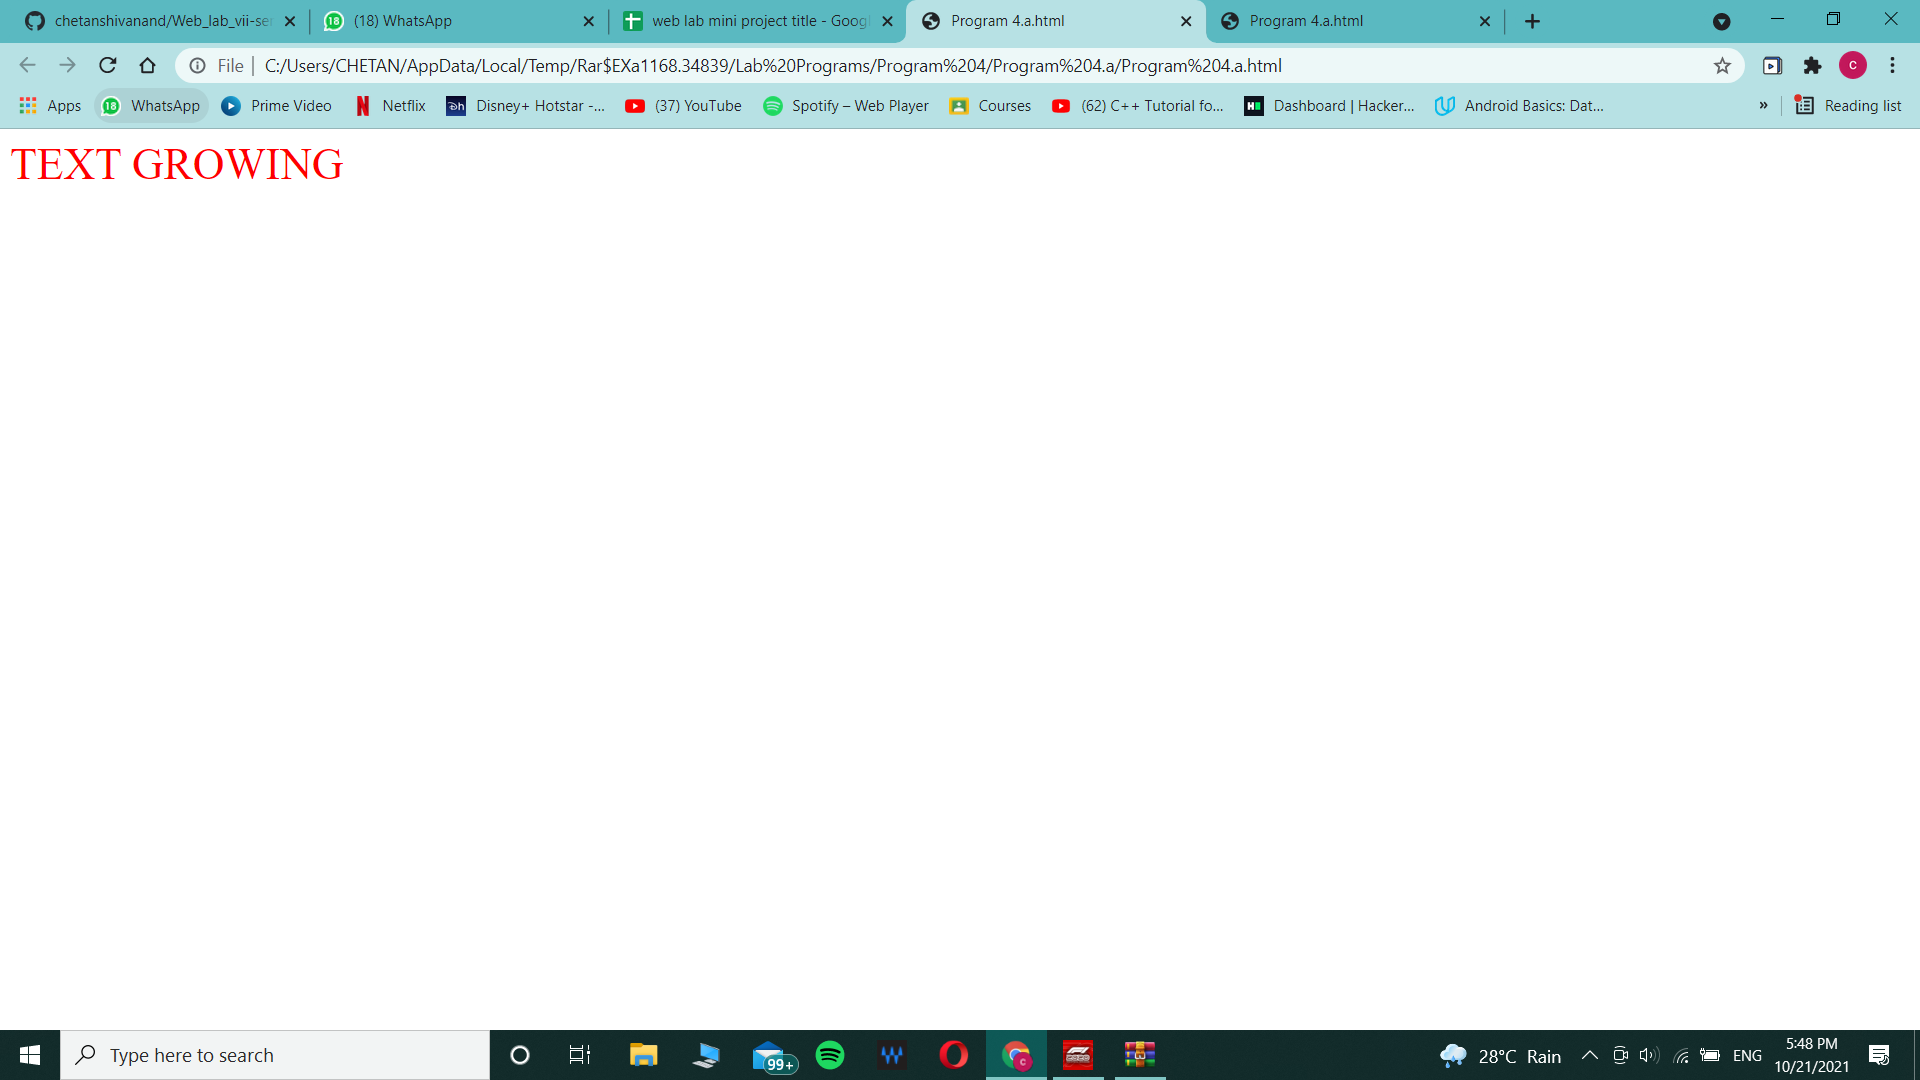 chetanshivanand/Web_lab_vii-se
(18) WhatsApp
web lab mini project title - Goog
Program 4.a.html
Program 4.a.html
File
C:/Users/CHETAN/AppData/Local/Temp/Rar$EXa1168.34839/Lab%20Programs/Program%204/Program%204.a/Program%204.a.html
C
Apps
18
WhatsApp
Prime Video
Netflix
Disney+ Hotstar -...
(37) YouTube
Spotify – Web Player
Courses
(62) C++ Tutorial fo...
Dashboard | Hacker...
Android Basics: Dat...
»
Reading list
TEXT GROWING
Type here to search
99+
28°C Rain
ENG
5:48 PM
10/21/2021